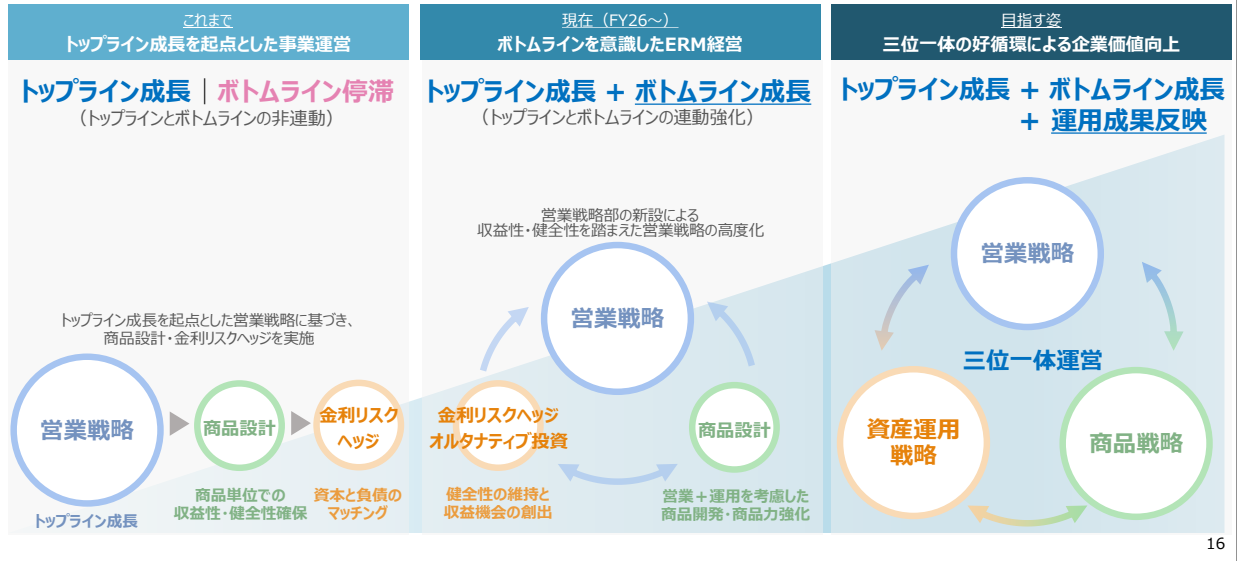 これまで
トップライン成長を起点とした事業運営
トップライン成長｜ボトムライン停滞
（トップラインとボトムラインの非連動）
トップライン成長を起点とした営業戦略に基づき、
商品設計・金利リスクヘッジを実施
営業戦略
商品設計
金利リスク
ヘッジ
トップライン成長
商品単位での
収益性・健全性確保
資本と負債の
マッチング
現在（FY26～）
ボトムラインを意識したERM経営
トップライン成長 + ボトムライン成長
（トップラインとボトムラインの連動強化）
営業戦略部の新設による
収益性・健全性を踏まえた営業戦略の高度化
営業戦略
金利リスクヘッジ
オルタナティブ投資
商品設計
健全性の維持と
収益機会の創出
営業＋運用を考慮した
商品開発・商品力強化
目指す姿
三位一体の好循環による企業価値向上
トップライン成長 + ボトムライン成長
+ 運用成果反映
営業戦略
三位一体運営
資産運用
戦略
商品戦略
16